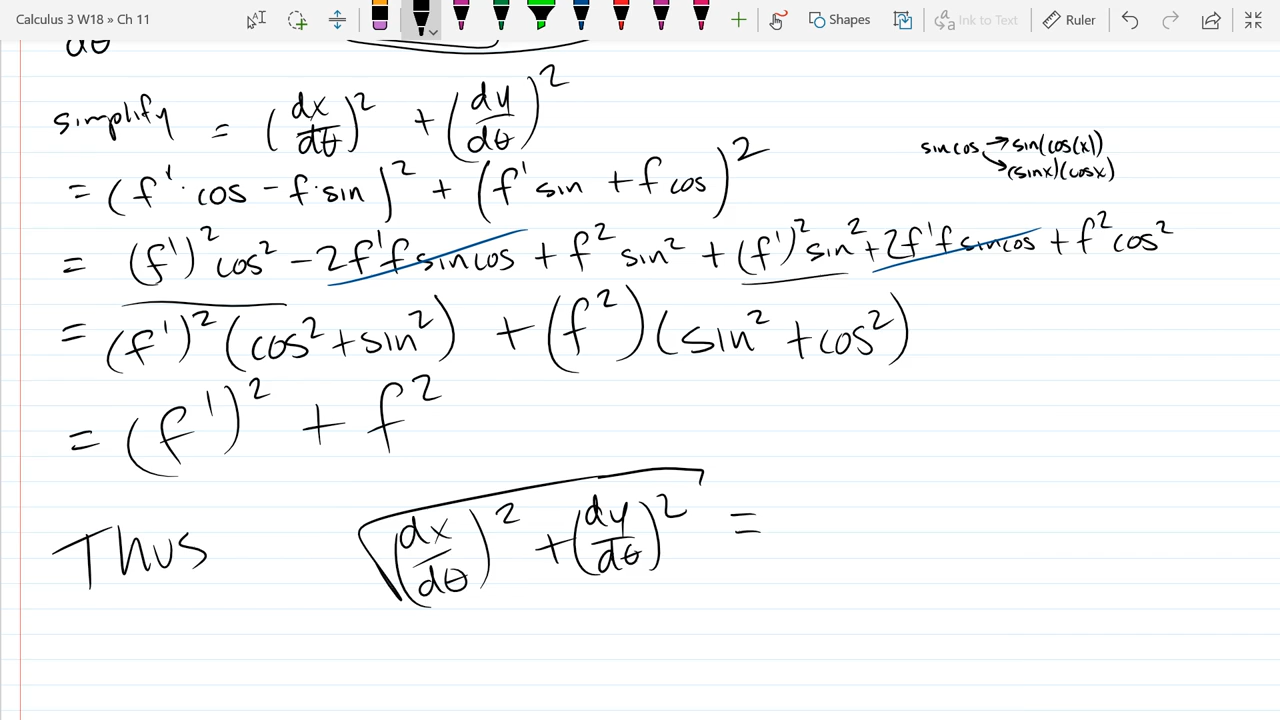 Calculus 3 W18 » Ch 11
Shapes
Ink to Text
Ruler
dθ
simplify = (dx/dθ)² + (dy/dθ)²
sin cos → sin(cos(x))
→ (sin x)(cos x)
= (f' · cos − f · sin)² + (f' sin + f cos)²
= (f')² cos² − 2f'f sin cos + f² sin² + (f')² sin² + 2f'f sin cos + f² cos²
= (f')² (cos² + sin²) + (f²)(sin² + cos²)
= (f')² + f²
Thus √((dx/dθ)² + (dy/dθ)²) =